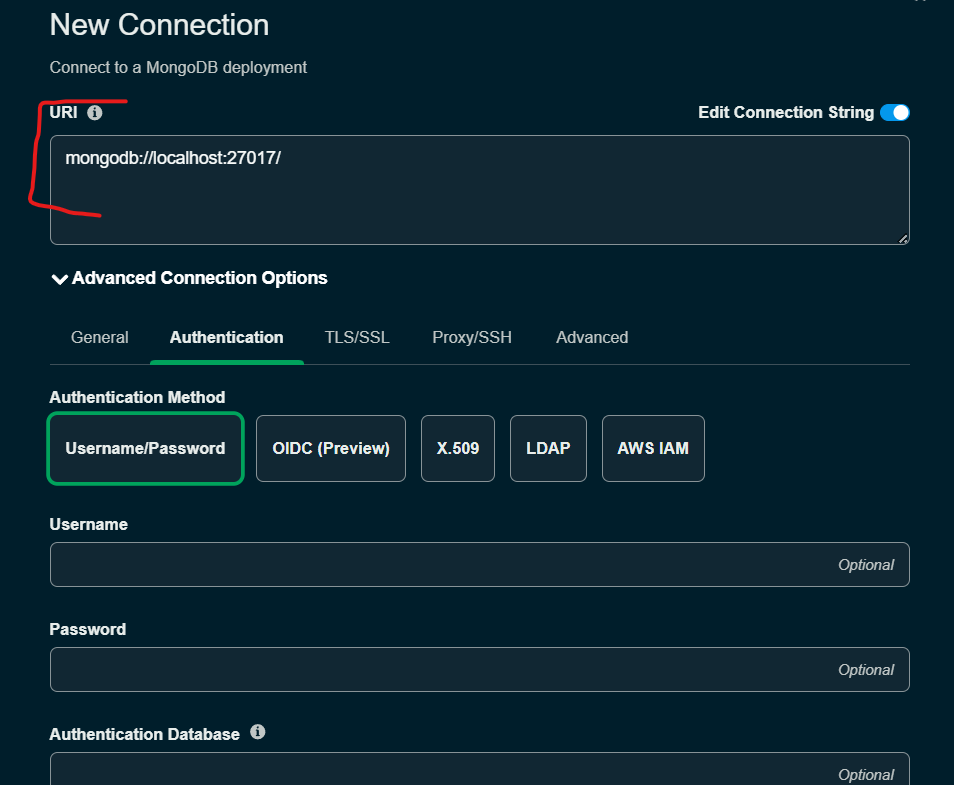 New Connection
Connect to a MongoDB deployment
URI Edit Connection String
mongodb://localhost:27017/
Advanced Connection Options
General Authentication TLS/SSL Proxy/SSH Advanced
Authentication Method
Username/Password OIDC (Preview) X.509 LDAP AWS IAM
Username
Optional
Password
Optional
Authentication Database
Optional